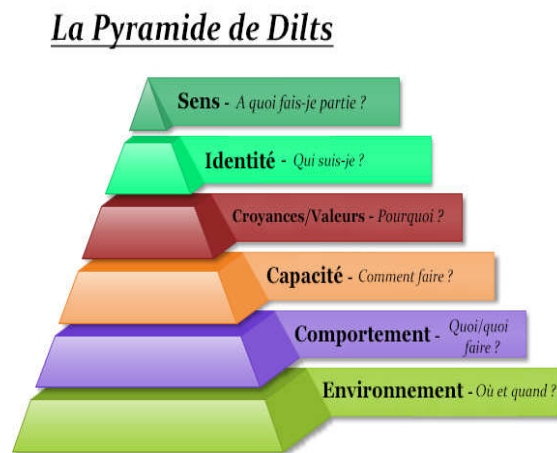 La Pyramide de Dilts
Sens - A quoi fais-je partie ?
Identité - Qui suis-je ?
Croyances/Valeurs - Pourquoi ?
Capacité - Comment faire ?
Comportement - Quoi/quoi
faire ?
Environnement - Où et quand ?